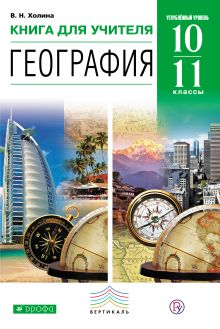 В. Н. Холина
КНИГА ДЛЯ УЧИТЕЛЯ
ГЕОГРАФИЯ
УГЛУБЛЁННЫЙ УРОВЕНЬ
10
11
КЛАССЫ
дрофа
ВЕРТИКАЛЬ